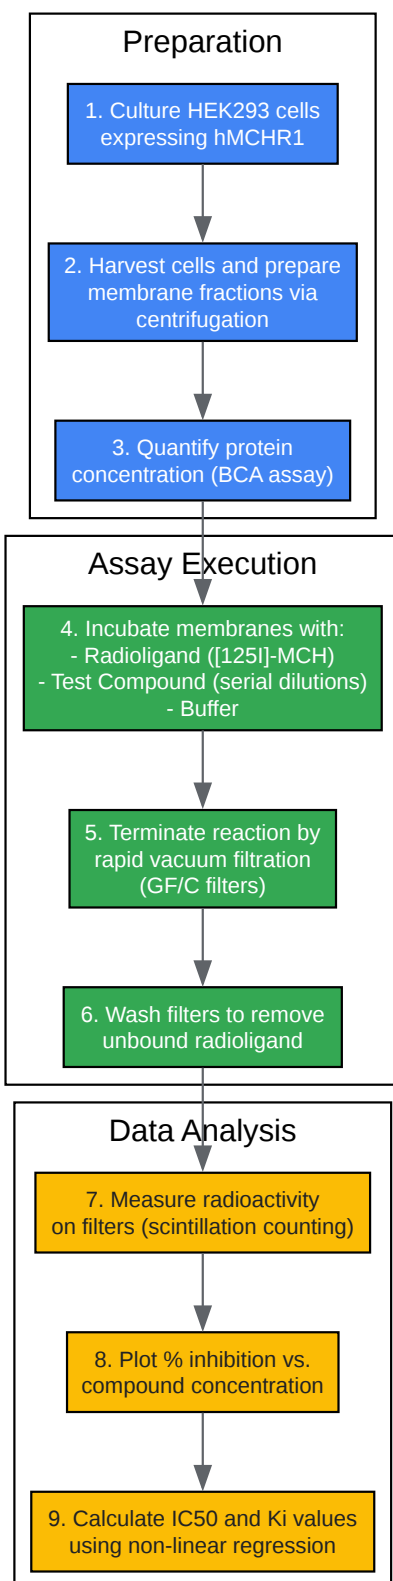 Preparation
1. Culture HEK293 cells
expressing hMCHR1
2. Harvest cells and prepare
membrane fractions via
centrifugation
3. Quantify protein
concentration (BCA assay)
Assay Execution
4. Incubate membranes with:
- Radioligand ([125I]-MCH)
- Test Compound (serial dilutions)
- Buffer
5. Terminate reaction by
rapid vacuum filtration
(GF/C filters)
6. Wash filters to remove
unbound radioligand
Data Analysis
7. Measure radioactivity
on filters (scintillation counting)
8. Plot % inhibition vs.
compound concentration
9. Calculate IC50 and Ki values
using non-linear regression